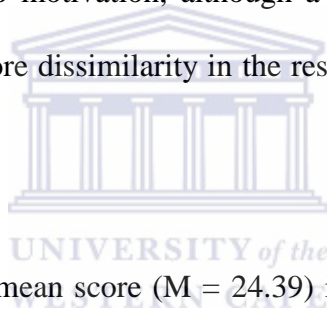 motivation, although a
ore dissimilarity in the res
UNIVERSITY of the
mean score (M = 24.39)
WESTERN CAPE